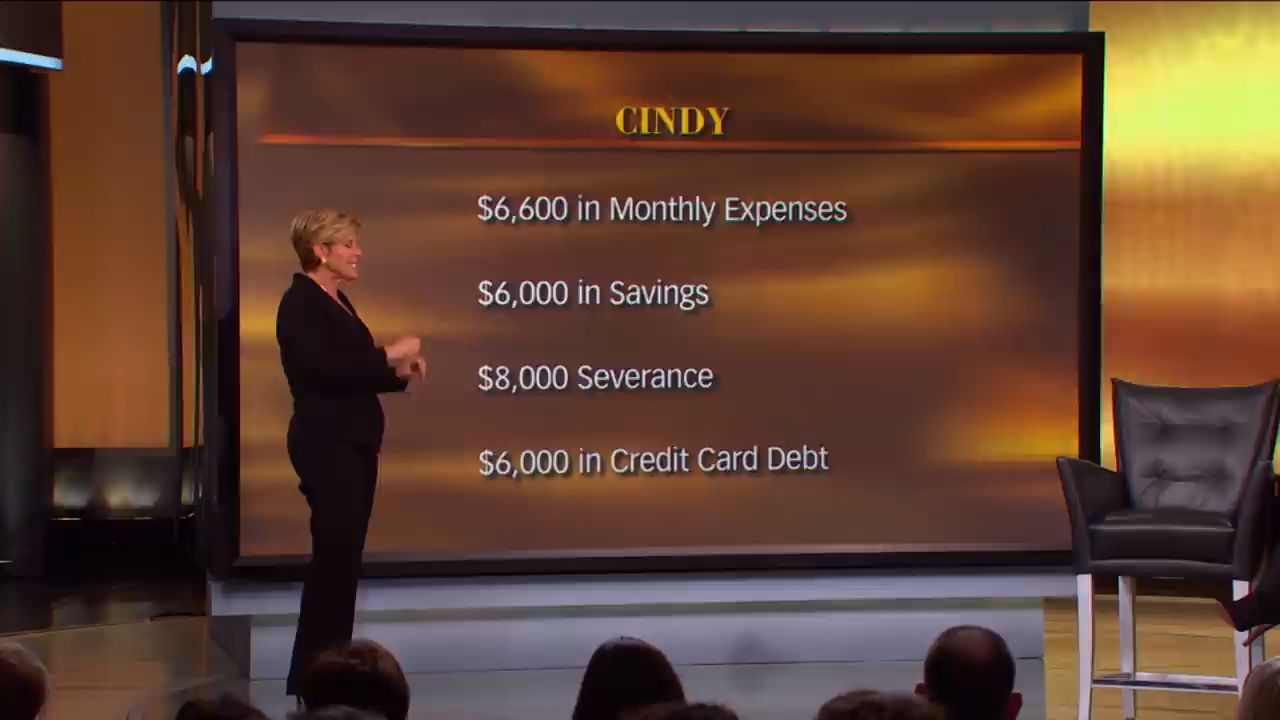 CINDY
$6,600 in Monthly Expenses
$6,000 in Savings
$8,000 Severance
$6,000 in Credit Card Debt